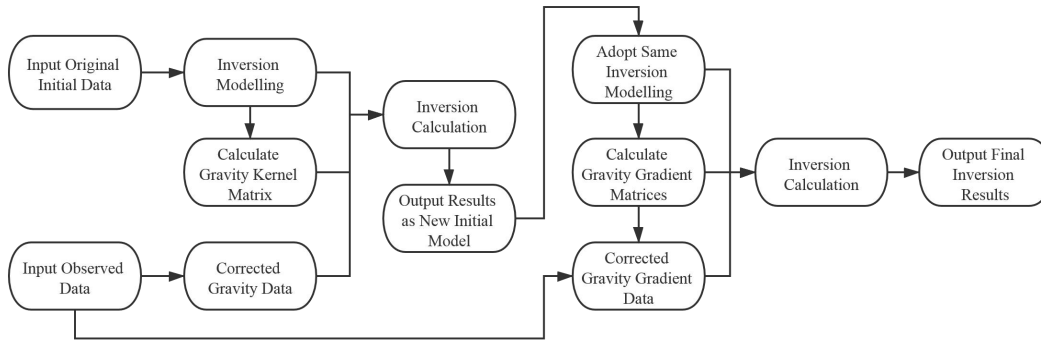 Input Original
Initial Data
Inversion
Modelling
Calculate
Gravity Kernel
Matrix
Input Observed
Data
Corrected
Gravity Data
Inversion
Calculation
Output Results
as New Initial
Model
Adopt Same
Inversion
Modelling
Calculate
Gravity Gradient
Matrices
Corrected
Gravity Gradient
Data
Inversion
Calculation
Output Final
Inversion
Results